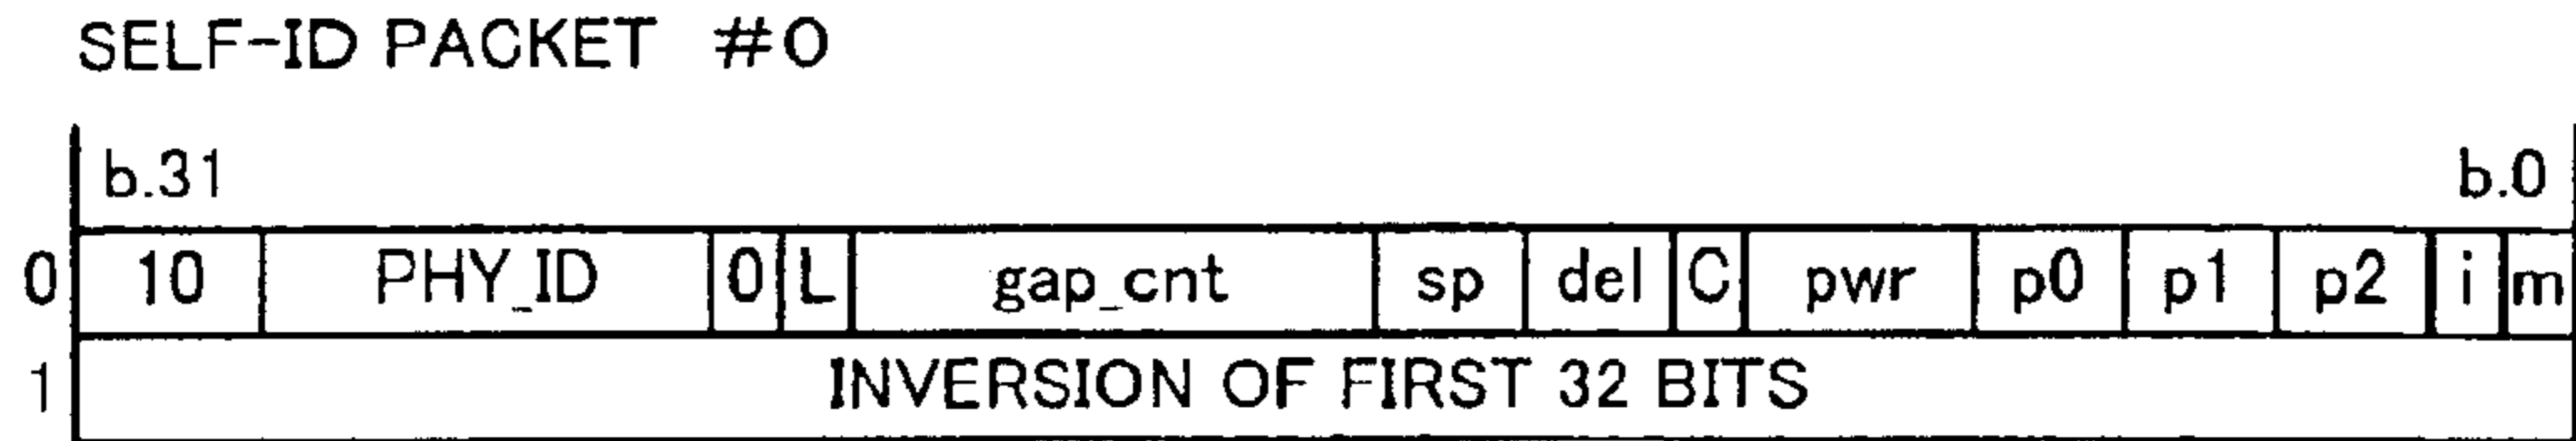 SELF-ID PACKET #0
b.31 b.0
0 10 PHY_ID 0 L gap_cnt sp del C pwr p0 p1 p2 i m
1 INVERSION OF FIRST 32 BITS